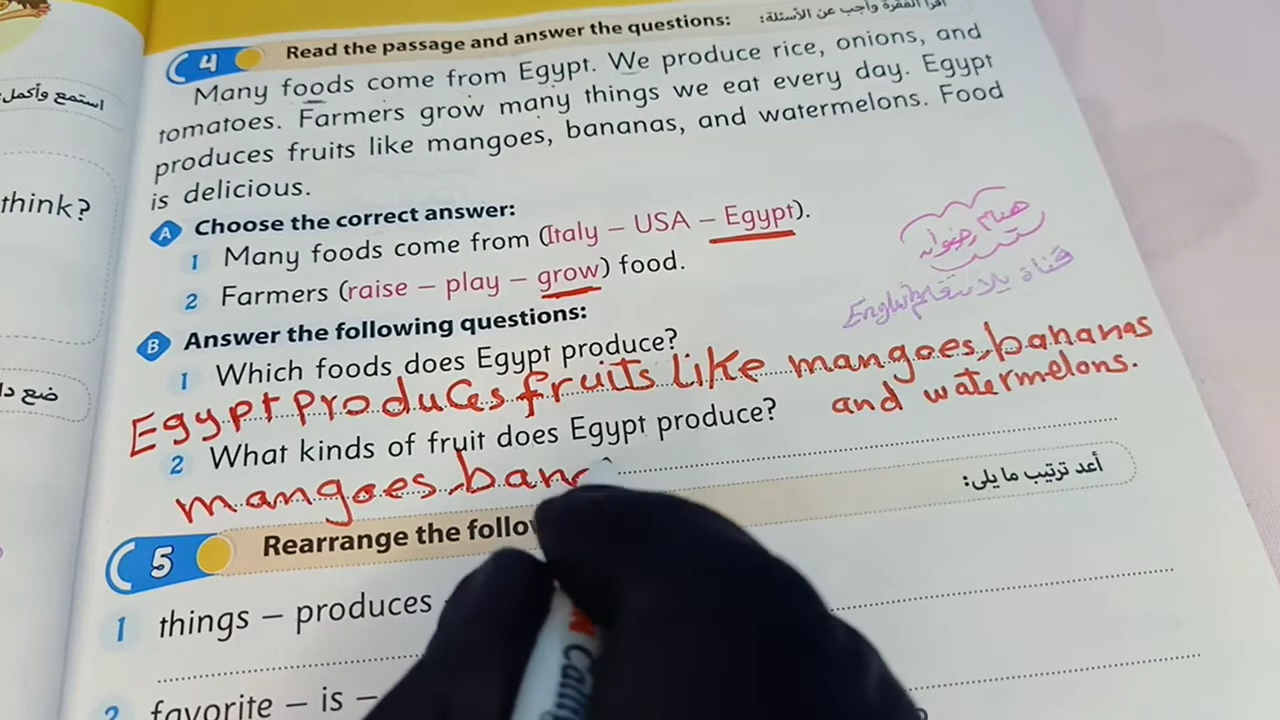 استمع وأكمل
think?
ضع دا
4 Read the passage and answer the questions: اقرأ الفقرة وأجب عن الأسئلة:
Many foods come from Egypt. We produce rice, onions, and
tomatoes. Farmers grow many things we eat every day. Egypt
produces fruits like mangoes, bananas, and watermelons. Food
is delicious.
A Choose the correct answer:
1 Many foods come from (Italy – USA – Egypt).
2 Farmers (raise – play – grow) food.
هيام رضوان
قناة
English
B Answer the following questions:
1 Which foods does Egypt produce?
Egypt produces fruits like mangoes, bananas
and watermelons.
2 What kinds of fruit does Egypt produce?
mangoes, bana
5 Rearrange the follo أعد ترتيب ما يلى:
1 things – produces
2 favorite – is –